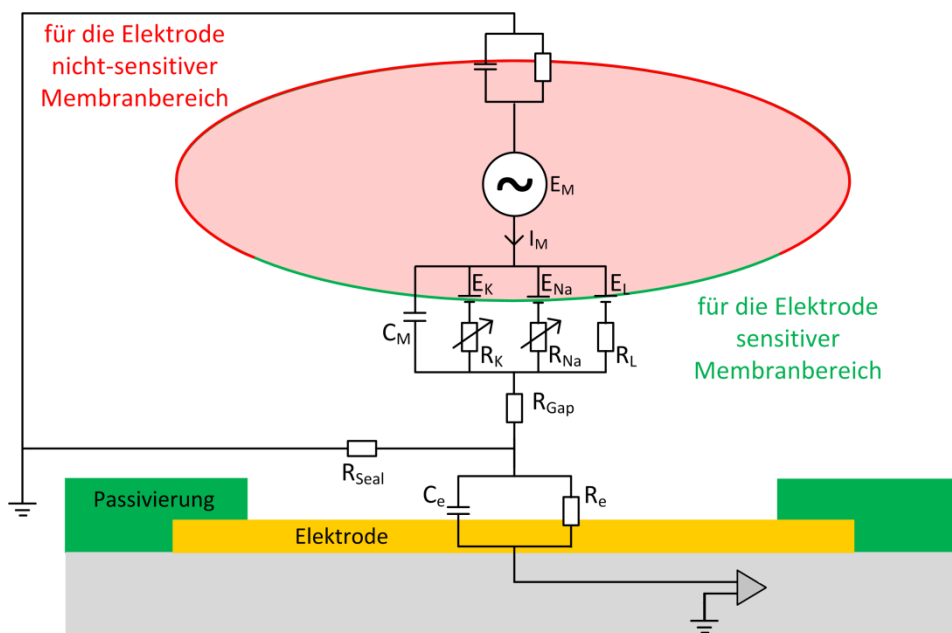 für die Elektrode
nicht-sensitiver
Membranbereich
E_M
I_M
E_K
E_Na
E_L
C_M
R_K
R_Na
R_L
für die Elektrode
sensitiver
Membranbereich
R_Gap
R_Seal
Passivierung
C_e
R_e
Elektrode